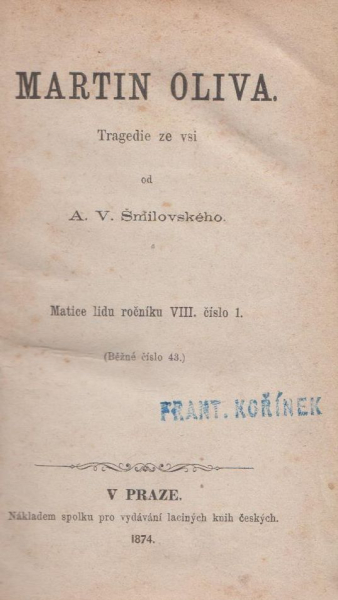 MARTIN OLIVA.
Tragedie ze vsi
od
A. V. Šmilovského.
Matice lidu ročníku VIII. číslo 1.
(Běžné číslo 43.)
FRANT. KOŘÍNEK
V PRAZE.
Nákladem spolku pro vydávání laciných knih českých.
1874.